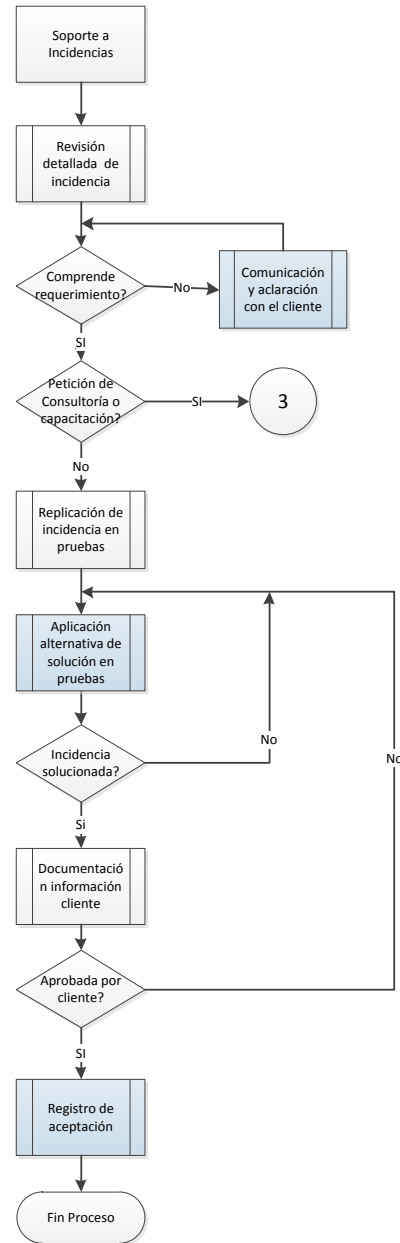 Soporte a
Incidencias
Revisión
detallada de
incidencia
Comprende
requerimiento?
No
Comunicación
y aclaración
con el cliente
SI
Petición de
Consultoría o
capacitación?
SI
3
No
Replicación de
incidencia en
pruebas
Aplicación
alternativa de
solución en
pruebas
No
No
Incidencia
solucionada?
Si
Documentació
n información
cliente
Aprobada por
cliente?
SI
Registro de
aceptación
Fin Proceso